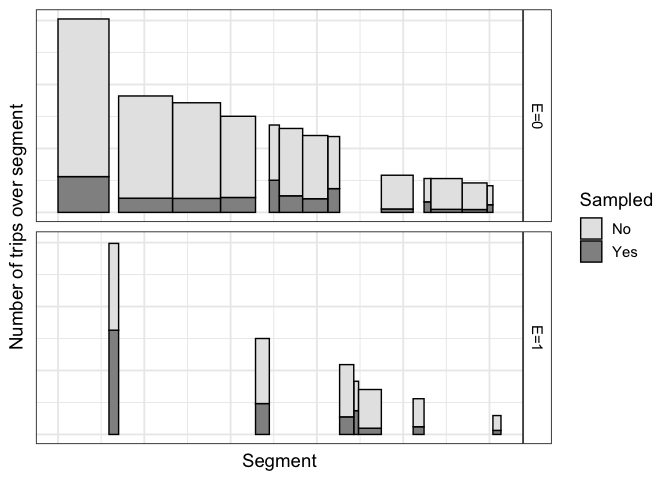 Number of trips over segment
E=0
E=1
Segment
Sampled
No
Yes